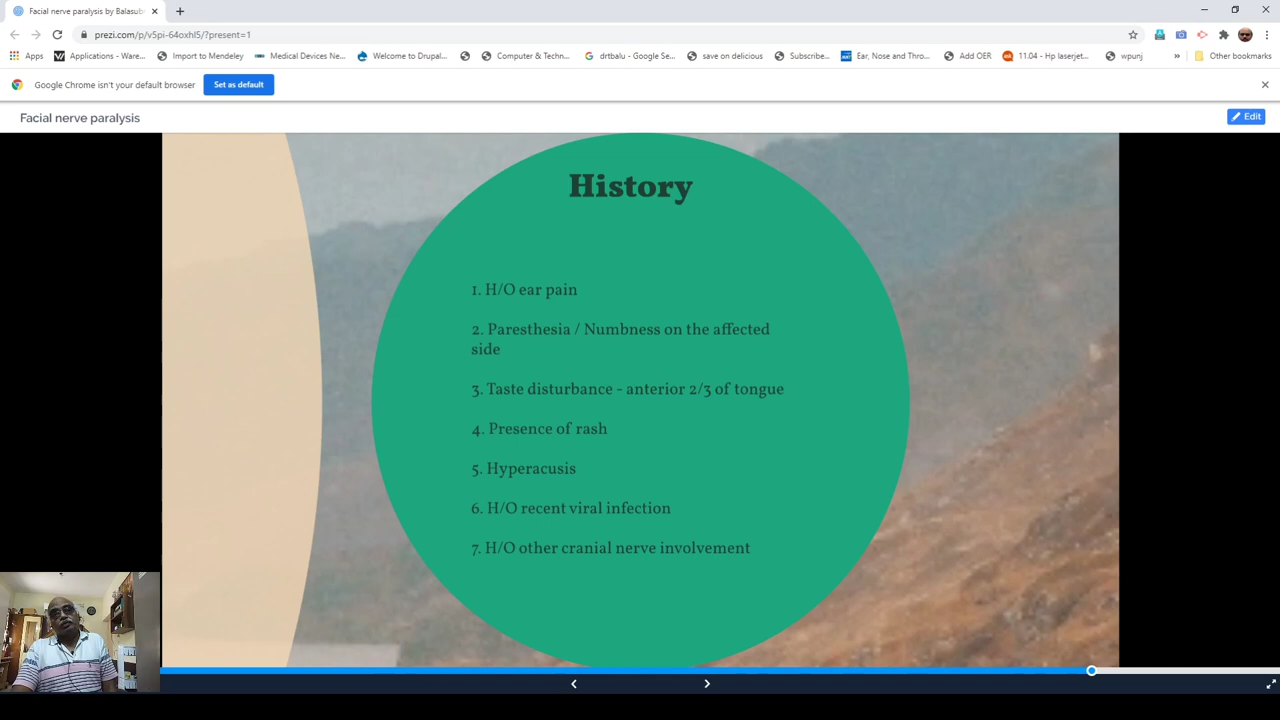 Facial nerve paralysis by Balasub
prezi.com/p/v5pi-64oxhl5/?present=1
Apps Applications - Ware... Import to Mendeley Medical Devices Ne... Welcome to Drupal... Computer & Techn... drtbalu - Google Se... save on delicious Subscribe... Ear, Nose and Thro... Add OER 11.04 - Hp laserjet... wpunj » Other bookmarks
Google Chrome isn't your default browser Set as default
Facial nerve paralysis Edit
History
1. H/O ear pain
2. Paresthesia / Numbness on the affected
side
3. Taste disturbance - anterior 2/3 of tongue
4. Presence of rash
5. Hyperacusis
6. H/O recent viral infection
7. H/O other cranial nerve involvement